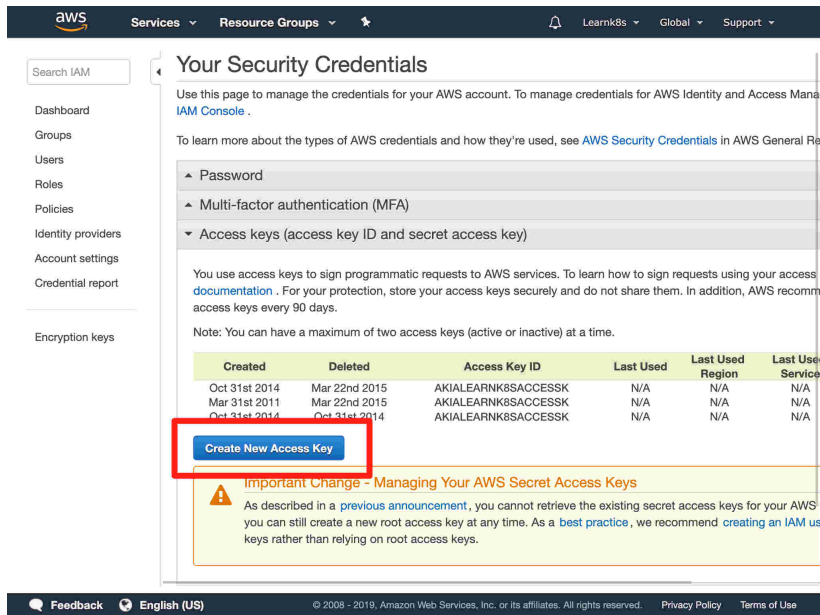 aws
Services
Resource Groups
Learnk8s
Global
Support
Search IAM
Dashboard
Groups
Users
Roles
Policies
Identity providers
Account settings
Credential report
Encryption keys
Your Security Credentials
Use this page to manage the credentials for your AWS account. To manage credentials for AWS Identity and Access Mana
IAM Console .
To learn more about the types of AWS credentials and how they're used, see AWS Security Credentials in AWS General Re
Password
Multi-factor authentication (MFA)
Access keys (access key ID and secret access key)
You use access keys to sign programmatic requests to AWS services. To learn how to sign requests using your access
documentation . For your protection, store your access keys securely and do not share them. In addition, AWS recomm
access keys every 90 days.
Note: You can have a maximum of two access keys (active or inactive) at a time.
Created Deleted Access Key ID Last Used Last Used Region Last Use Service
Oct 31st 2014 Mar 22nd 2015 AKIALEARNK8SACCESSK N/A N/A N/A
Mar 31st 2011 Mar 22nd 2015 AKIALEARNK8SACCESSK N/A N/A N/A
Oct 31st 2014 Oct 31st 2014 AKIALEARNK8SACCESSK N/A N/A N/A
Create New Access Key
Important Change - Managing Your AWS Secret Access Keys
As described in a previous announcement, you cannot retrieve the existing secret access keys for your AWS
you can still create a new root access key at any time. As a best practice, we recommend creating an IAM us
keys rather than relying on root access keys.
Feedback
English (US)
© 2008 - 2019, Amazon Web Services, Inc. or its affiliates. All rights reserved.
Privacy Policy
Terms of Use